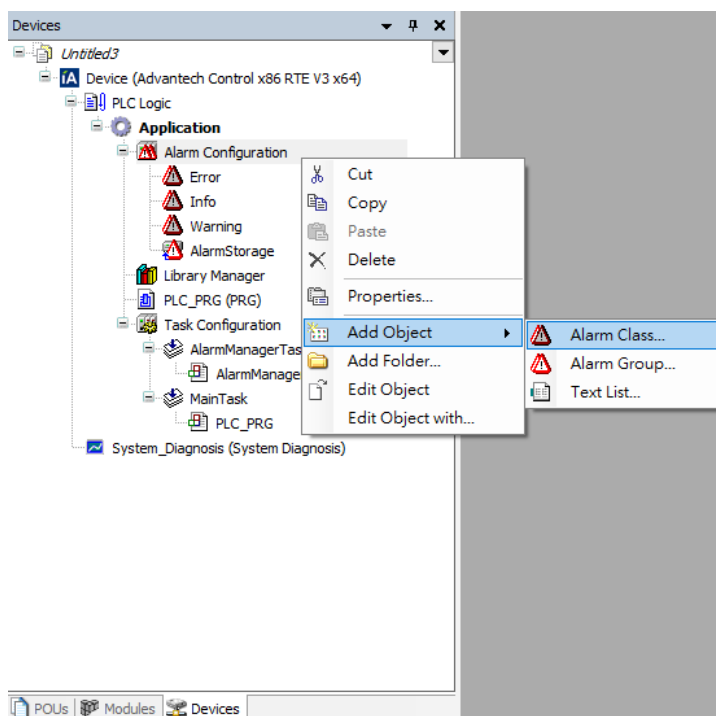 Devices
Untitled3
Device (Advantech Control x86 RTE V3 x64)
PLC Logic
Application
Alarm Configuration
Error
Info
Warning
AlarmStorage
Library Manager
PLC_PRG (PRG)
Task Configuration
AlarmManagerTas
AlarmManage
MainTask
PLC_PRG
System_Diagnosis (System Diagnosis)
Cut
Copy
Paste
Delete
Properties...
Add Object
Add Folder...
Edit Object
Edit Object with...
Alarm Class...
Alarm Group...
Text List...
POUs
Modules
Devices